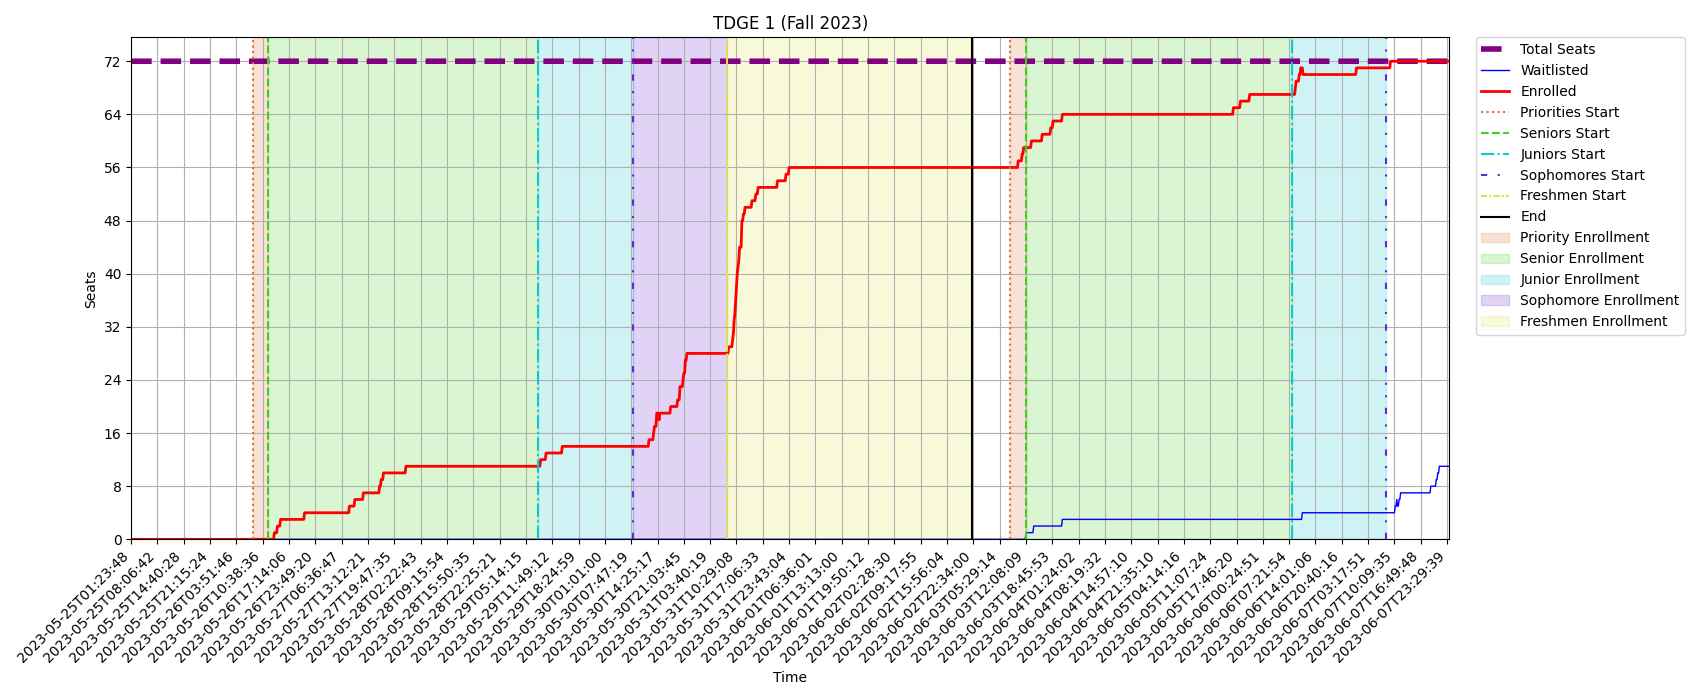 TDGE 1 (Fall 2023)
Seats
72
64
56
48
40
32
24
16
8
0
2023-05-25T01:23:48
2023-05-25T08:06:42
2023-05-25T14:40:28
2023-05-25T21:15:24
2023-05-26T03:51:46
2023-05-26T10:38:36
2023-05-26T17:14:06
2023-05-26T23:49:20
2023-05-27T06:36:47
2023-05-27T13:12:21
2023-05-27T19:47:35
2023-05-28T02:22:43
2023-05-28T09:15:54
2023-05-28T15:50:35
2023-05-28T22:25:21
2023-05-29T05:14:15
2023-05-29T11:49:12
2023-05-29T18:24:59
2023-05-30T01:01:00
2023-05-30T07:47:19
2023-05-30T14:25:17
2023-05-30T21:03:45
2023-05-31T03:40:19
2023-05-31T10:29:08
2023-05-31T17:06:33
2023-05-31T23:43:04
2023-06-01T06:36:01
2023-06-01T13:13:00
2023-06-01T19:50:12
2023-06-02T02:28:30
2023-06-02T09:17:55
2023-06-02T15:56:04
2023-06-02T22:34:00
2023-06-03T05:29:14
2023-06-03T12:08:09
2023-06-03T18:45:53
2023-06-04T01:24:02
2023-06-04T08:19:32
2023-06-04T14:57:10
2023-06-04T21:35:10
2023-06-05T04:14:16
2023-06-05T11:07:24
2023-06-05T17:46:20
2023-06-06T00:24:51
2023-06-06T07:21:54
2023-06-06T14:01:06
2023-06-06T20:40:16
2023-06-07T03:17:51
2023-06-07T10:09:35
2023-06-07T16:49:48
2023-06-07T23:29:39
Time
Total Seats
Waitlisted
Enrolled
Priorities Start
Seniors Start
Juniors Start
Sophomores Start
Freshmen Start
End
Priority Enrollment
Senior Enrollment
Junior Enrollment
Sophomore Enrollment
Freshmen Enrollment